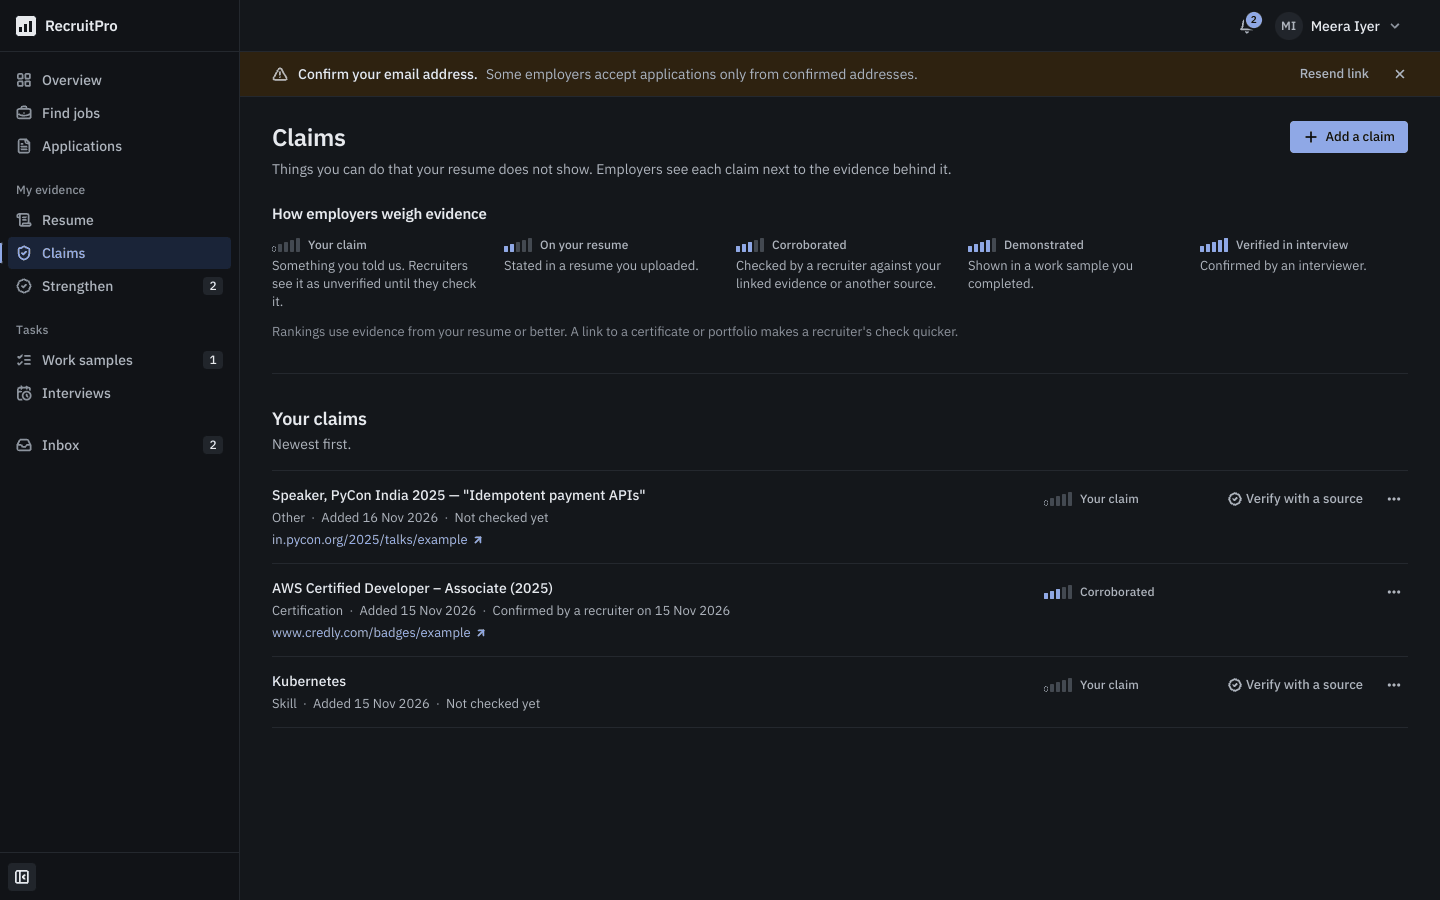 RecruitPro
2
MI
Meera Iyer
Overview
Find jobs
Applications
My evidence
Resume
Claims
Strengthen
2
Tasks
Work samples
1
Interviews
Inbox
2
Confirm your email address. Some employers accept applications only from confirmed addresses.
Resend link
Claims
Add a claim
Things you can do that your resume does not show. Employers see each claim next to the evidence behind it.
How employers weigh evidence
Your claim
Something you told us. Recruiters
see it as unverified until they check
it.
On your resume
Stated in a resume you uploaded.
Corroborated
Checked by a recruiter against your
linked evidence or another source.
Demonstrated
Shown in a work sample you
completed.
Verified in interview
Confirmed by an interviewer.
Rankings use evidence from your resume or better. A link to a certificate or portfolio makes a recruiter's check quicker.
Your claims
Newest first.
Speaker, PyCon India 2025 — "Idempotent payment APIs"
Other · Added 16 Nov 2026 · Not checked yet
in.pycon.org/2025/talks/example
Your claim
Verify with a source
AWS Certified Developer – Associate (2025)
Certification · Added 15 Nov 2026 · Confirmed by a recruiter on 15 Nov 2026
www.credly.com/badges/example
Corroborated
Kubernetes
Skill · Added 15 Nov 2026 · Not checked yet
Your claim
Verify with a source